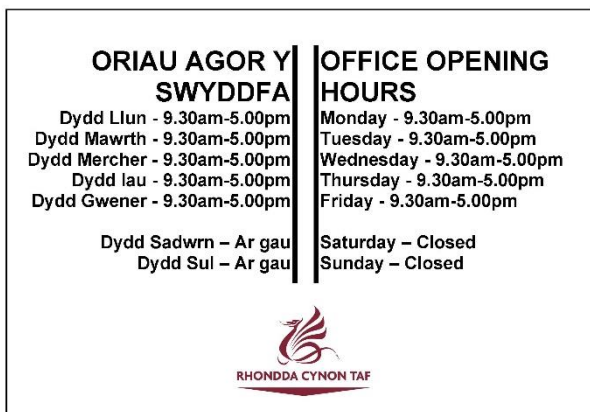 ORIAU AGOR Y
SWYDDFA
Dydd Llun - 9.30am-5.00pm
Dydd Mawrth - 9.30am-5.00pm
Dydd Mercher - 9.30am-5.00pm
Dydd Iau - 9.30am-5.00pm
Dydd Gwener - 9.30am-5.00pm
Dydd Sadwrn – Ar gau
Dydd Sul – Ar gau
OFFICE OPENING
HOURS
Monday - 9.30am-5.00pm
Tuesday - 9.30am-5.00pm
Wednesday - 9.30am-5.00pm
Thursday - 9.30am-5.00pm
Friday - 9.30am-5.00pm
Saturday – Closed
Sunday – Closed
RHONDDA CYNON TAF